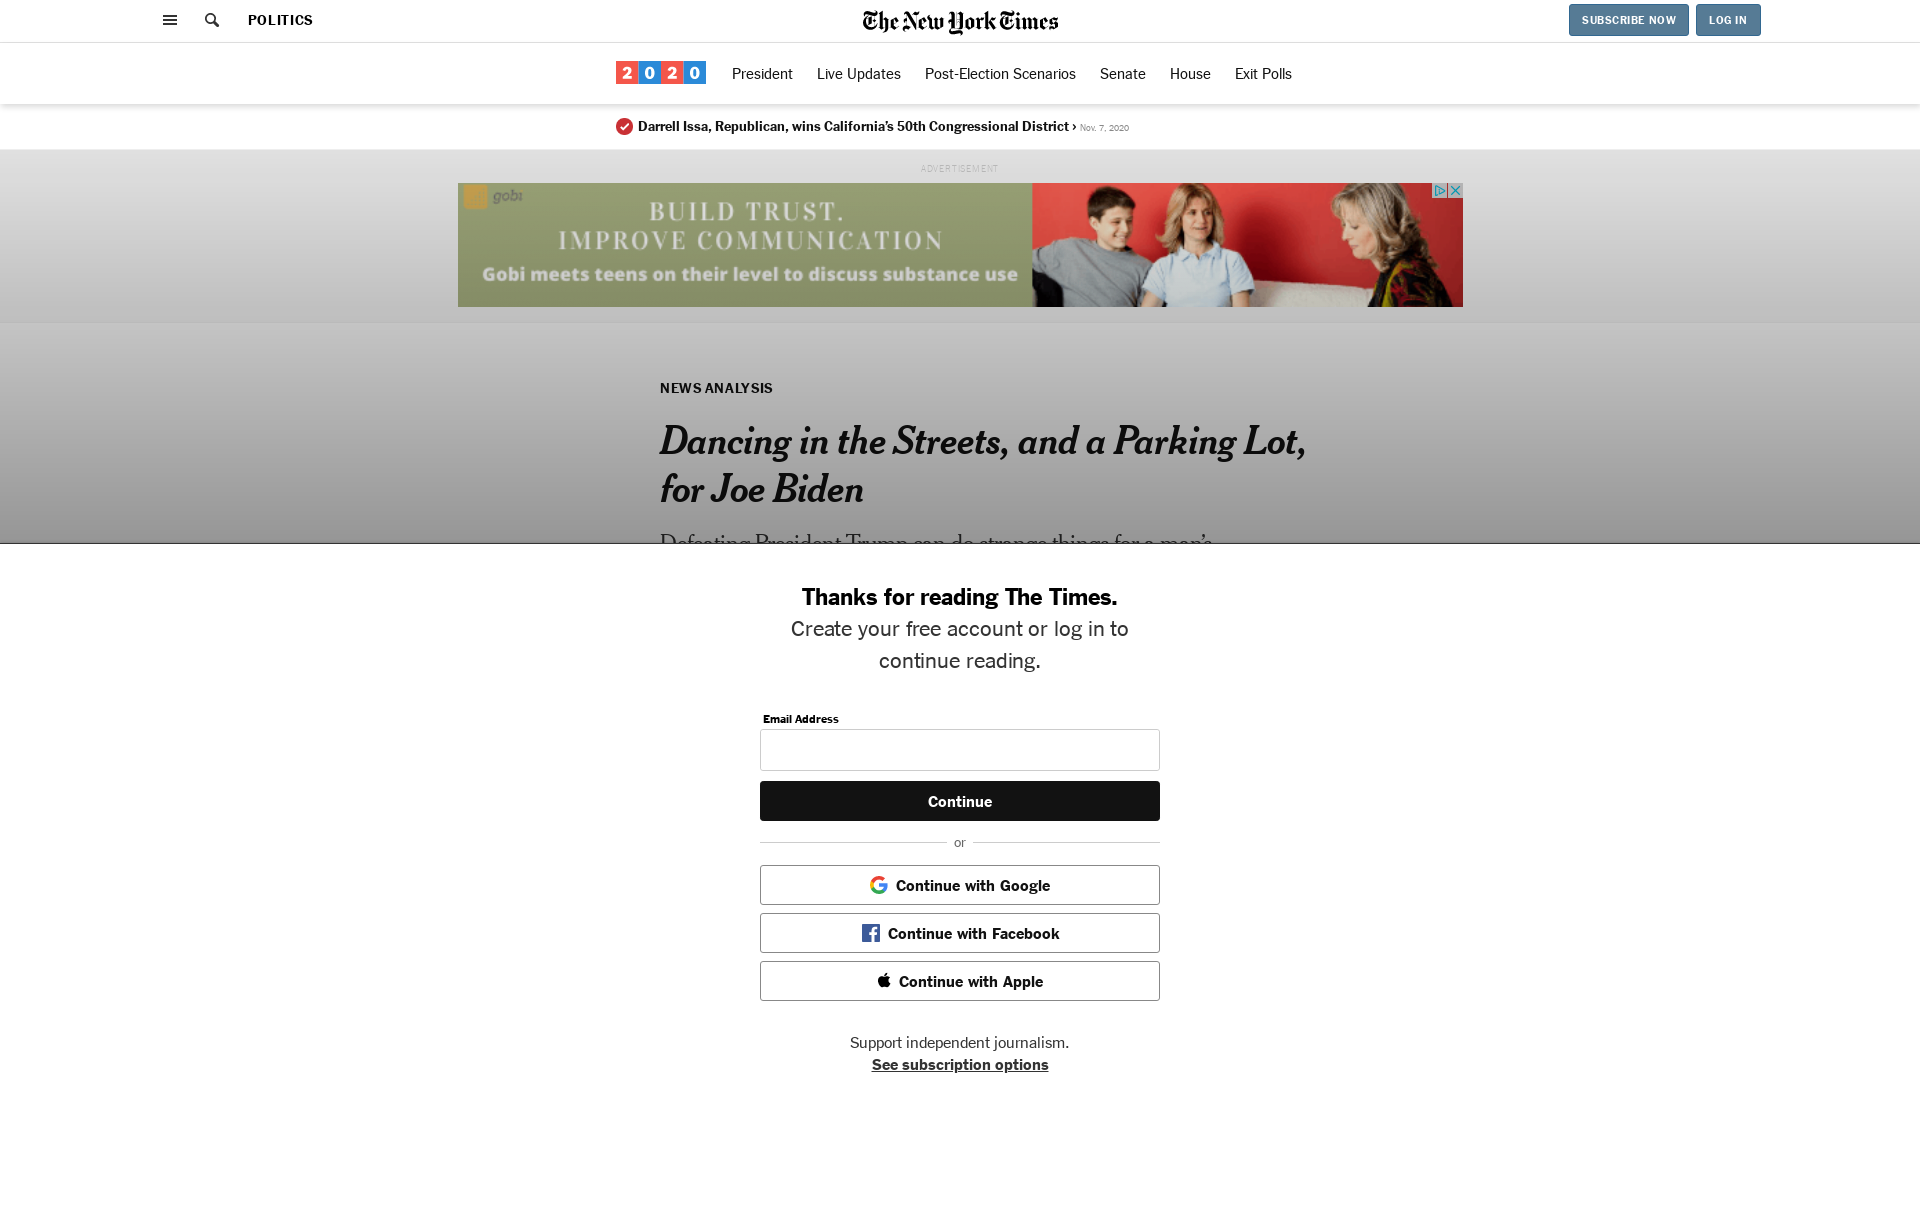 POLITICS
The New York Times
SUBSCRIBE NOW
LOG IN
2020
President
Live Updates
Post-Election Scenarios
Senate
House
Exit Polls
Darrell Issa, Republican, wins California’s 50th Congressional District › Nov. 7, 2020
ADVERTISEMENT
gobi
BUILD TRUST.
IMPROVE COMMUNICATION
Gobi meets teens on their level to discuss substance use
NEWS ANALYSIS
Dancing in the Streets, and a Parking Lot,
for Joe Biden
Defeating President Trump can do strange things for a man’s
Thanks for reading The Times.
Create your free account or log in to
continue reading.
Email Address
Continue
or
Continue with Google
Continue with Facebook
Continue with Apple
Support independent journalism.
See subscription options